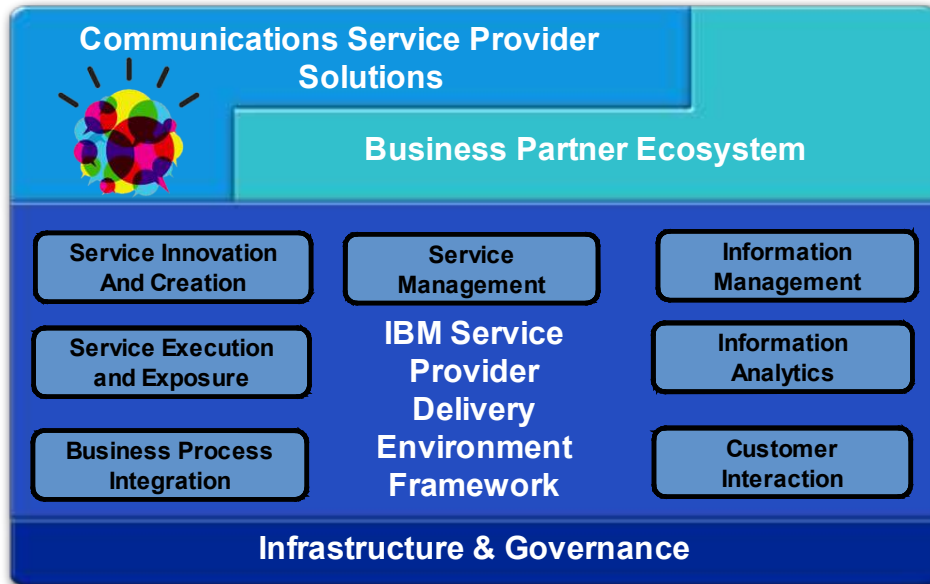 Communications Service Provider
Solutions
Business Partner Ecosystem
Service Innovation
And Creation
Service
Management
Information
Management
Service Execution
and Exposure
IBM Service
Provider
Delivery
Environment
Framework
Information
Analytics
Business Process
Integration
Customer
Interaction
Infrastructure & Governance